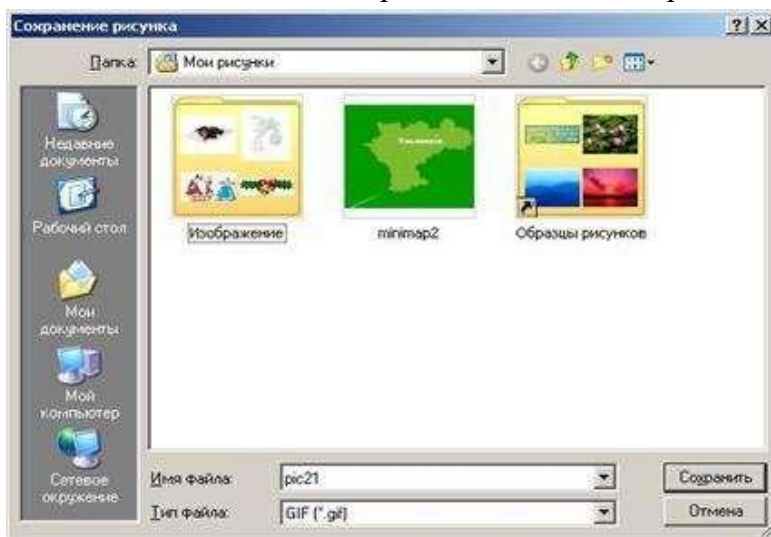 Сохранение рисунка
Папка: Мои рисунки
Недавние
документы
Рабочий стол
Мои
документы
Мой
компьютер
Сетевое
окружение
Изображение
minimap2
Образцы рисунков
Имя файла: pic21
Сохранить
Тип файла: GIF (*.gif)
Отмена